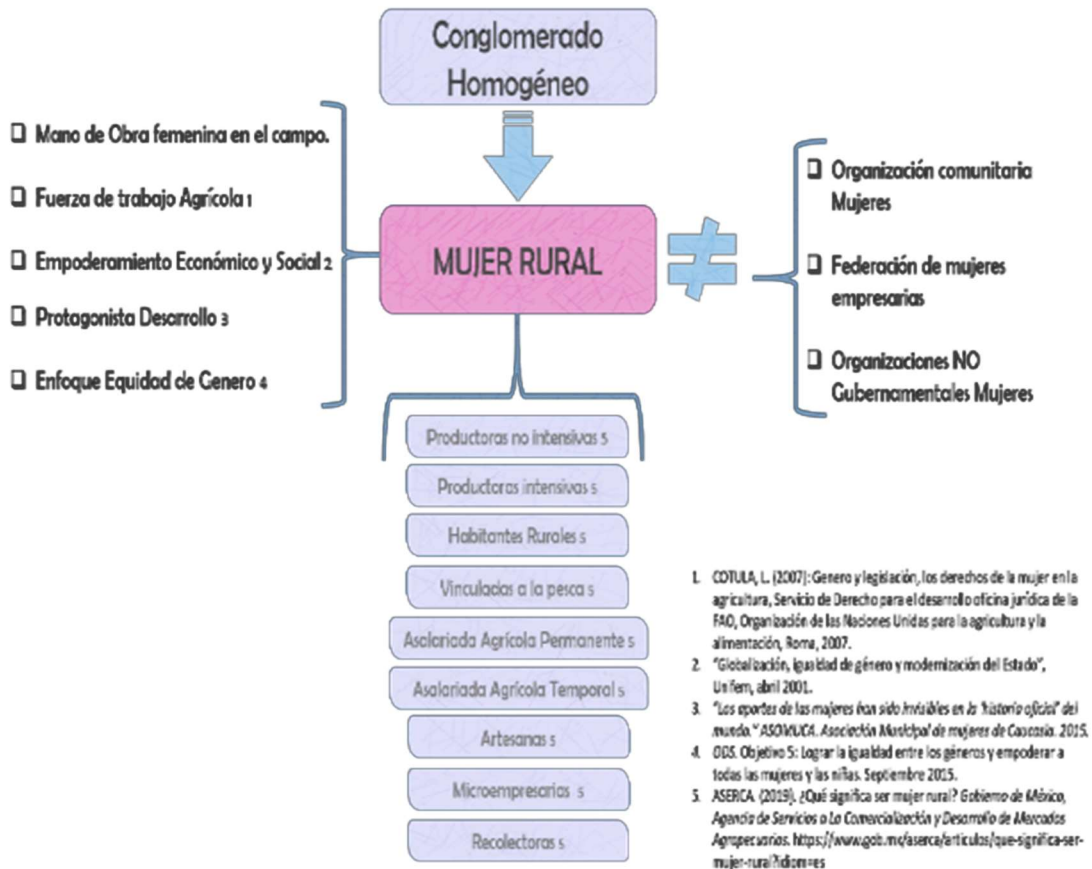 Conglomerado
Homogéneo
❑ Mano de Obra femenina en el campo.
❑ Fuerza de trabajo Agrícola 1
❑ Empoderamiento Económico y Social 2
❑ Protagonista Desarrollo 3
❑ Enfoque Equidad de Genero 4
MUJER RURAL
≠
❑ Organización comunitaria
Mujeres
❑ Federación de mujeres
empresarias
❑ Organizaciones NO
Gubernamentales Mujeres
Productoras no intensivas 5
Productoras intensivas 5
Habitantes Rurales 5
Vinculadas a la pesca 5
Asalariada Agrícola Permanente 5
Asalariada Agrícola Temporal 5
Artesanas 5
Microempresarias 5
Recolectoras 5
1. COTULA, L. (2007): Genero y legislación, los derechos de la mujer en la
agricultura, Servicio de Derecho para el desarrollo oficina jurídica de la
FAO, Organización de las Naciones Unidas para la agricultura y la
alimentación, Roma, 2007.
2. "Globalización, igualdad de género y modernización del Estado",
Unifem, abril 2001.
3. "Los aportes de las mujeres han sido invisibles en la 'historia oficial' del
mundo." ASOMUCA. Asociación Municipal de mujeres de Caucasia. 2015.
4. ODS. Objetivo 5: Lograr la igualdad entre los géneros y empoderar a
todas las mujeres y las niñas. Septiembre 2015.
5. ASERCA. (2019). ¿Qué significa ser mujer rural? Gobierno de México,
Agencia de Servicios a La Comercialización y Desarrollo de Mercados
Agropecuarios. https://www.gob.mx/aserca/articulos/que-significa-ser-
mujer-rural?idiom=es